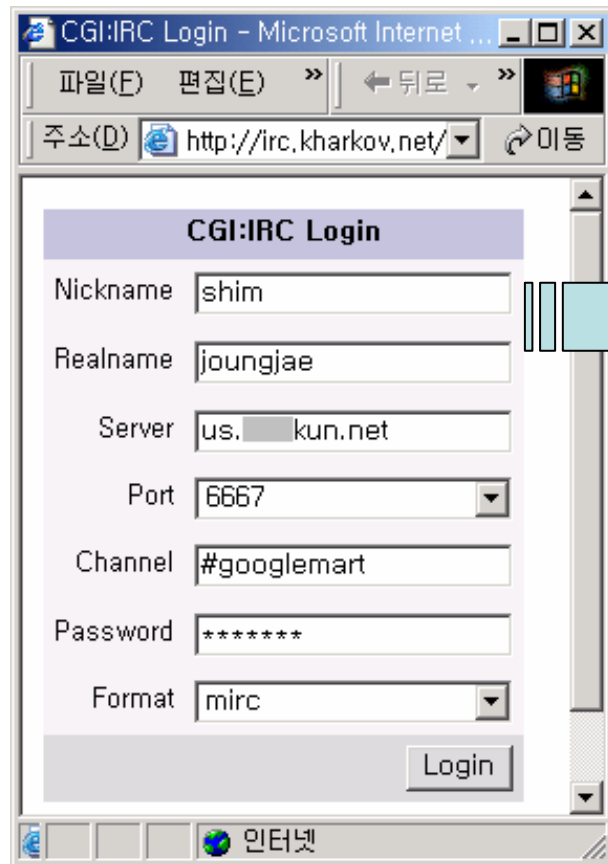 CGI:IRC Login - Microsoft Internet ...
파일(F) 편집(E) » 뒤로 »
주소(D) http://irc.kharkov.net/ 이동
CGI:IRC Login
Nickname shim
Realname joungjae
Server us. kun.net
Port 6667
Channel #googlemart
Password *******
Format mirc
Login
인터넷